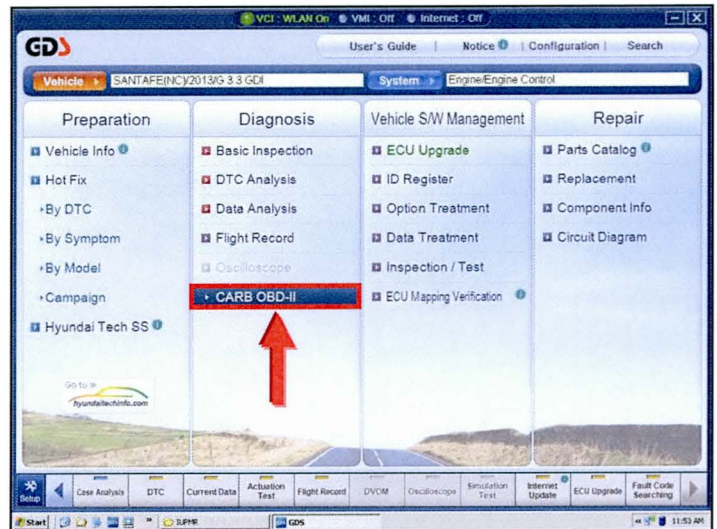 VCI : WLAN On VMI : Off Internet : Off
GDS User's Guide | Notice | Configuration | Search
Vehicle SANTAFE(NC)/2013/G 3.3 GDI System Engine/Engine Control
Preparation
Vehicle Info
Hot Fix
By DTC
By Symptom
By Model
Campaign
Hyundai Tech SS
Go to »
hyundaitechinfo.com
Diagnosis
Basic Inspection
DTC Analysis
Data Analysis
Flight Record
Oscilloscope
CARB OBD-II
Vehicle S/W Management
ECU Upgrade
ID Register
Option Treatment
Data Treatment
Inspection / Test
ECU Mapping Verification
Repair
Parts Catalog
Replacement
Component Info
Circuit Diagram
Setup Case Analysis DTC Current Data Actuation Test Flight Record DVOM Oscilloscope Simulation Test Internet Update ECU Upgrade Fault Code Searching
Start IUPMR GDS 11:53 AM